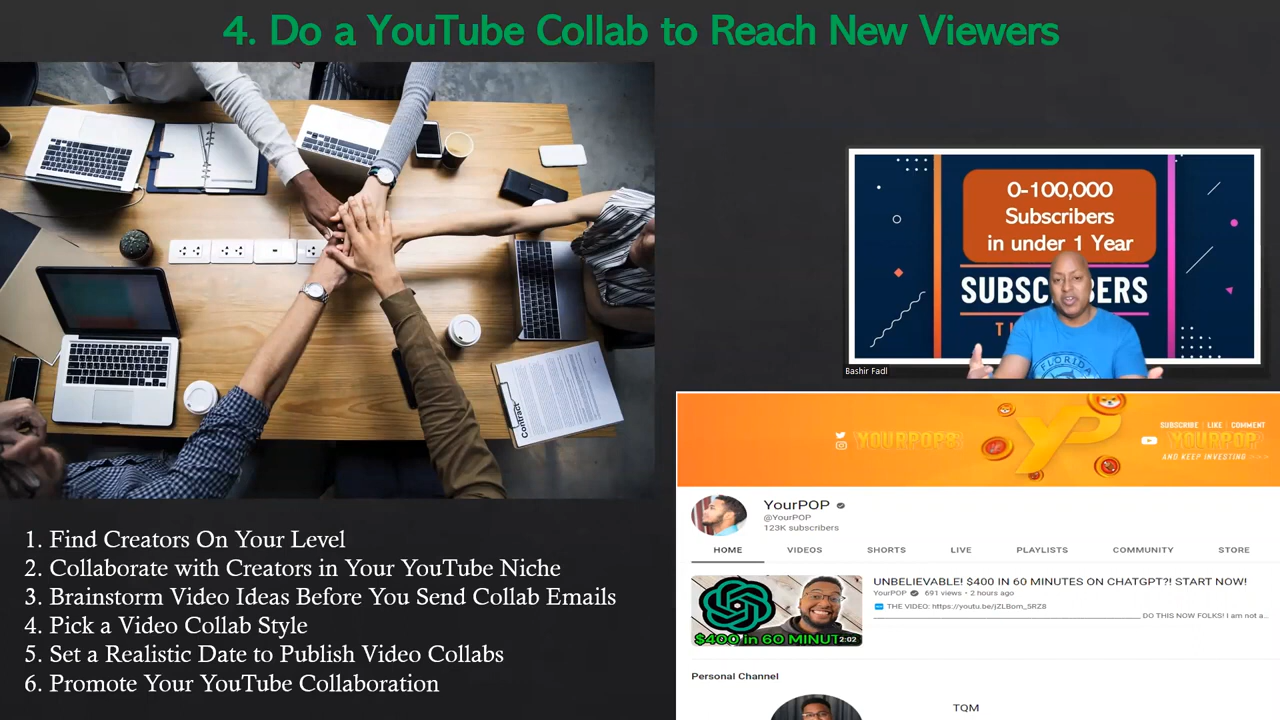 4. Do a YouTube Collab to Reach New Viewers
Contract
0-100,000
Subscribers
in under 1 Year
Bashir Fadl
1. Find Creators On Your Level
2. Collaborate with Creators in Your YouTube Niche
3. Brainstorm Video Ideas Before You Send Collab Emails
4. Pick a Video Collab Style
5. Set a Realistic Date to Publish Video Collabs
6. Promote Your YouTube Collaboration
SUBSCRIBE | LIKE | COMMENT
YOURPOP
AND KEEP INVESTING >>>
YourPOP
@YourPOP
123K subscribers
HOME VIDEOS SHORTS LIVE PLAYLISTS COMMUNITY STORE
UNBELIEVABLE! $400 IN 60 MINUTES ON CHATGPT?! START NOW!
YourPOP 691 views • 2 hours ago
THE VIDEO: https://youtu.be/jZLBom_5RZ8
DO THIS NOW FOLKS! I am not a...
$400 in 60 MINUT
2:02
Personal Channel
TQM